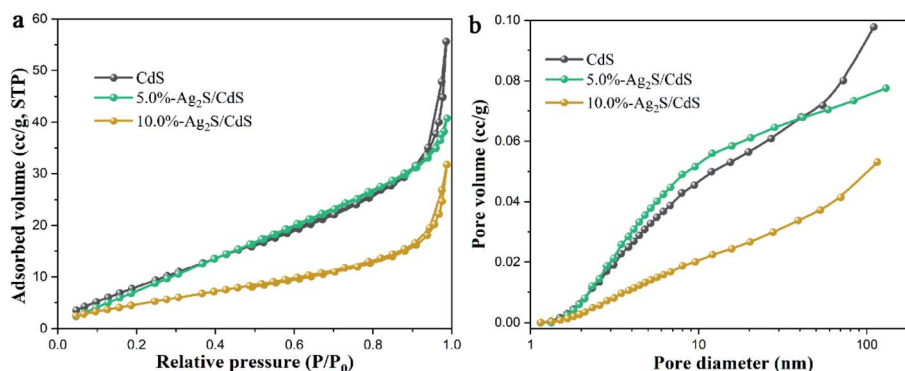 a
60
50
40
30
20
10
0
Adsorbed volume (cc/g, STP)
CdS
5.0%-Ag₂S/CdS
10.0%-Ag₂S/CdS
0.0 0.2 0.4 0.6 0.8 1.0
Relative pressure (P/P₀)
b
0.10
0.08
0.06
0.04
0.02
0.00
Pore volume (cc/g)
CdS
5.0%-Ag₂S/CdS
10.0%-Ag₂S/CdS
1 10 100
Pore diameter (nm)